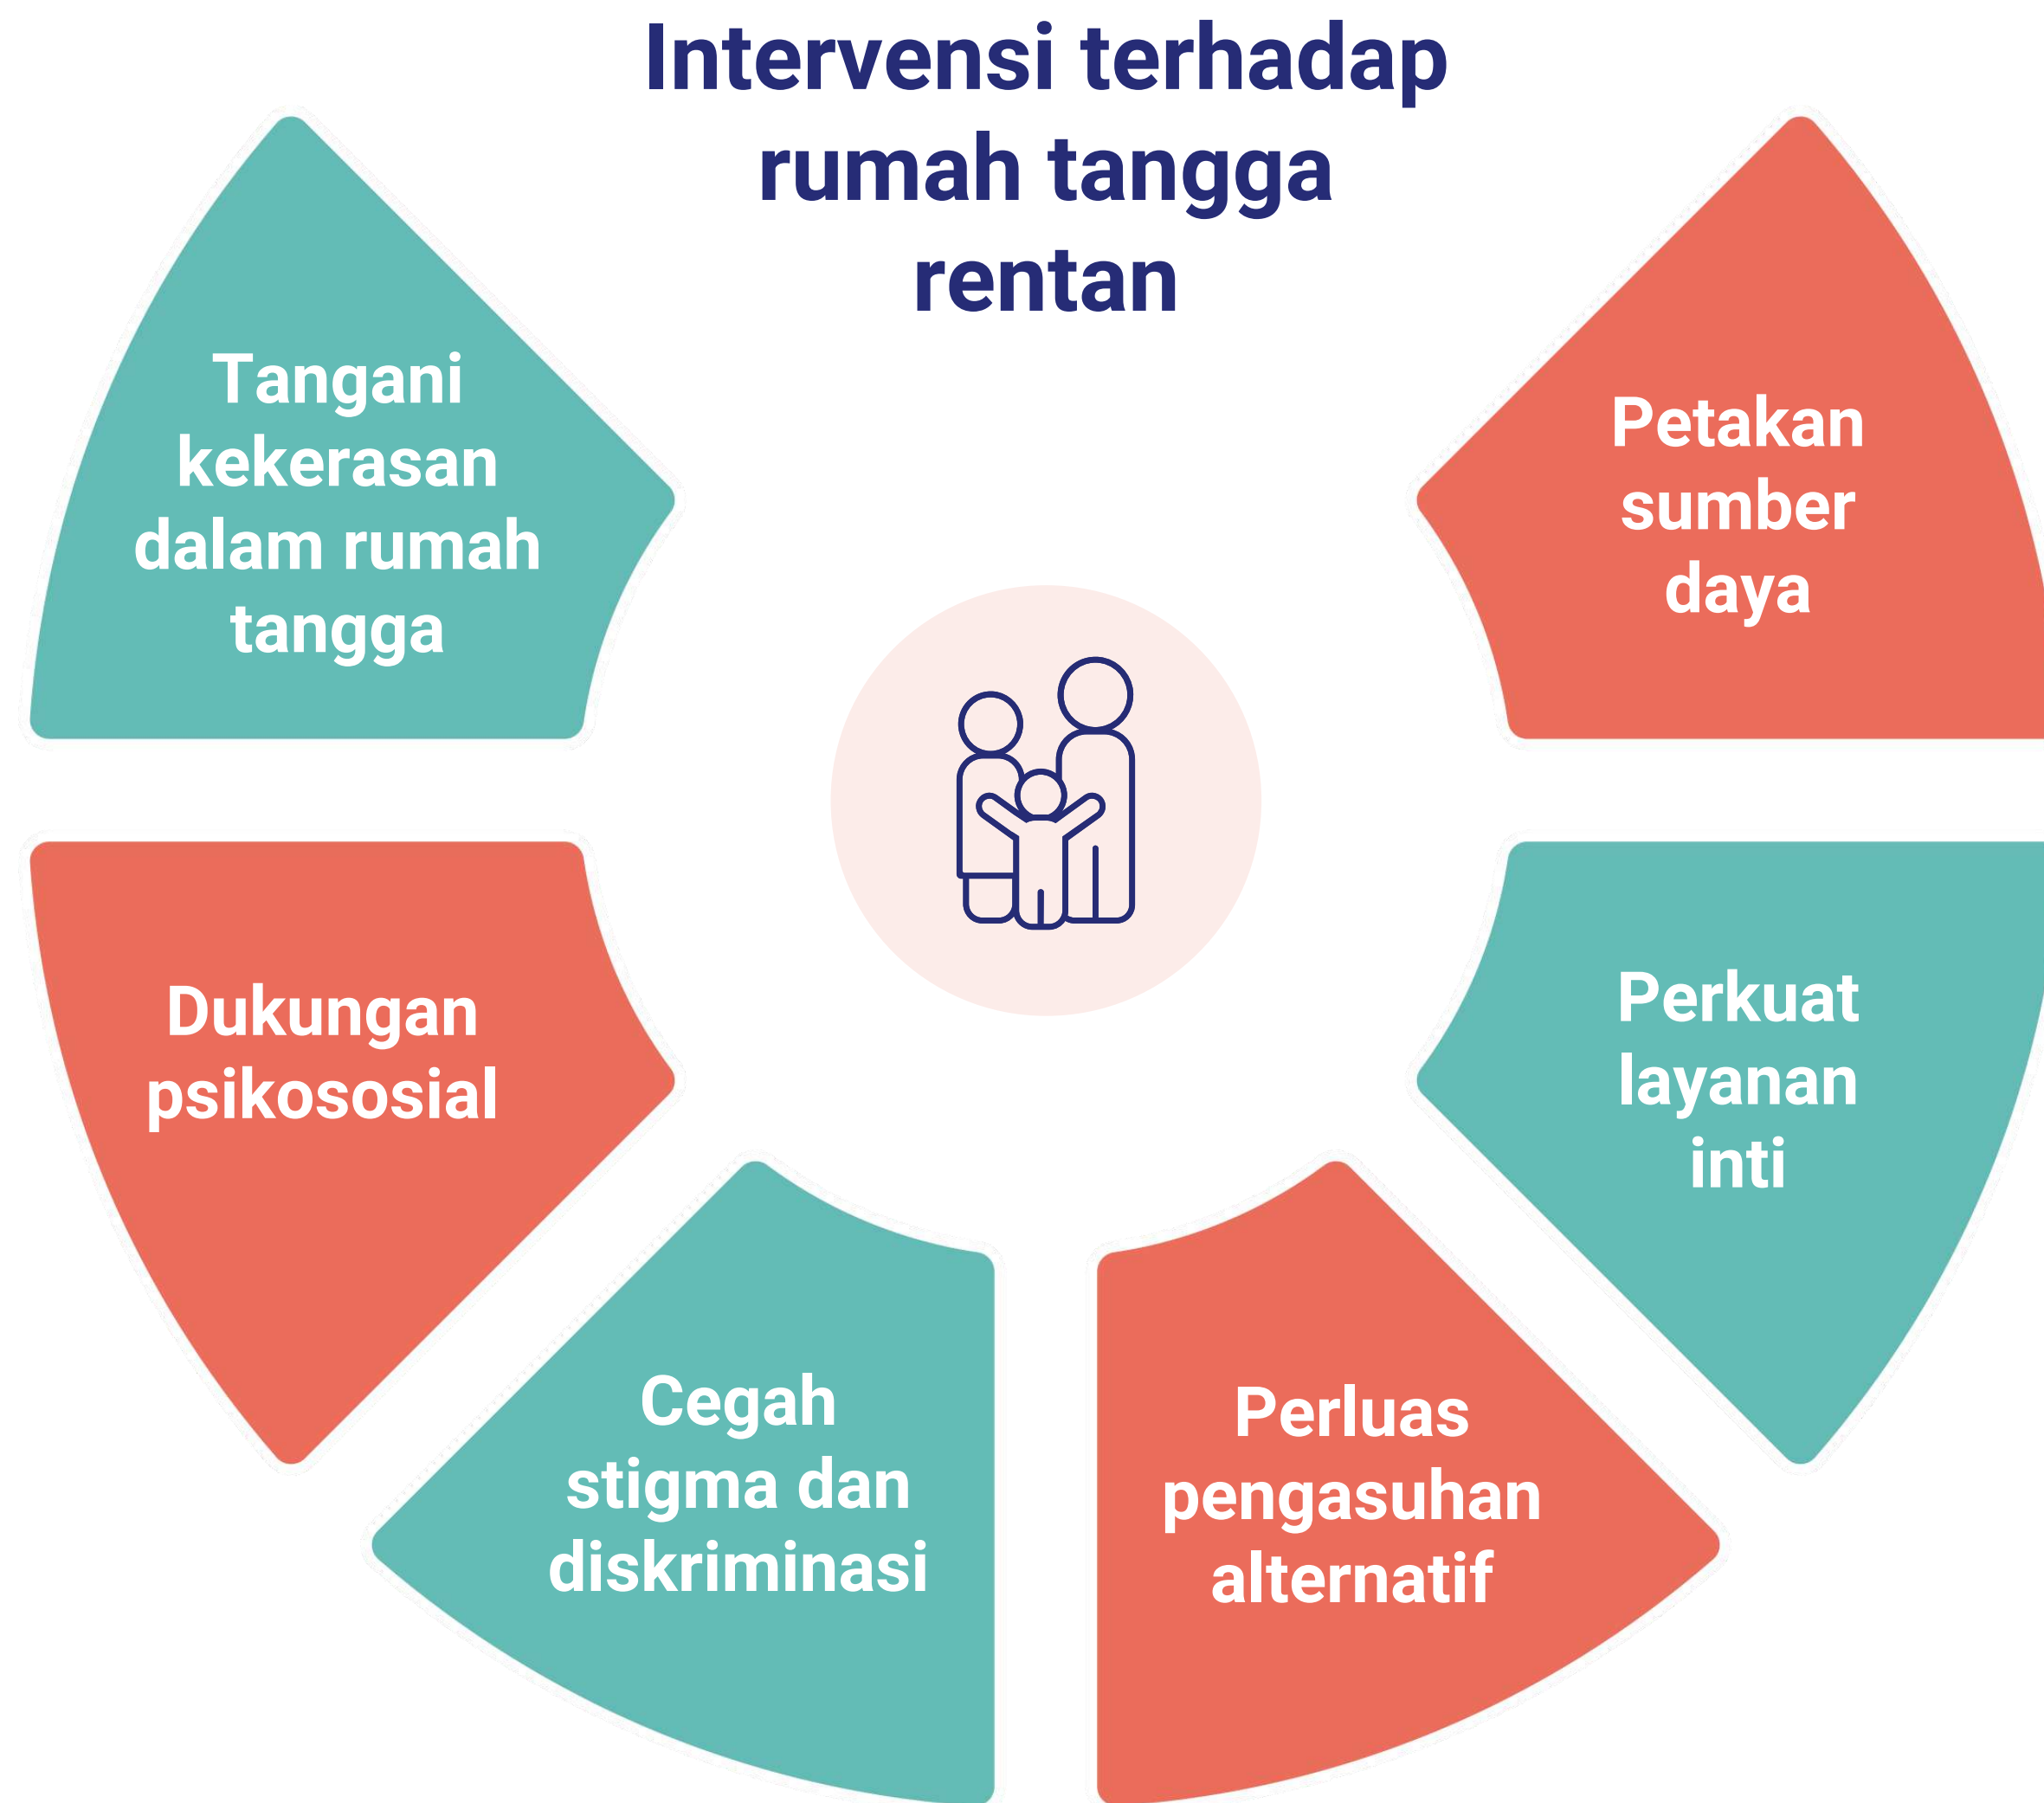 Intervensi terhadap
rumah tangga
rentan
Tangani
kekerasan
dalam rumah
tangga
Petakan
sumber
daya
Dukungan
psikososial
Perkuat
layanan
inti
Cegah
stigma dan
diskriminasi
Perluas
pengasuhan
alternatif